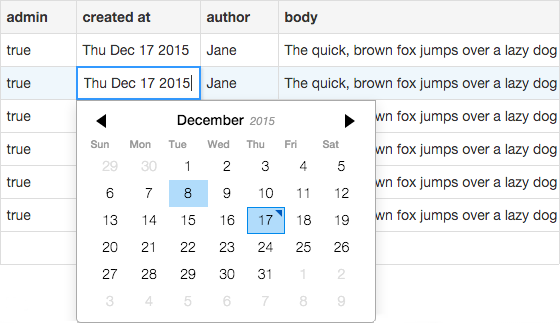 admin created at author body
true Thu Dec 17 2015 Jane The quick, brown fox jumps over a lazy dog
true Thu Dec 17 2015 Jane The quick, brown fox jumps over a lazy dog
true brown fox jumps over a lazy dog
true brown fox jumps over a lazy dog
true brown fox jumps over a lazy dog
true brown fox jumps over a lazy dog
December 2015
Sun Mon Tue Wed Thu Fri Sat
29 30 1 2 3 4 5
6 7 8 9 10 11 12
13 14 15 16 17 18 19
20 21 22 23 24 25 26
27 28 29 30 31 1 2
3 4 5 6 7 8 9